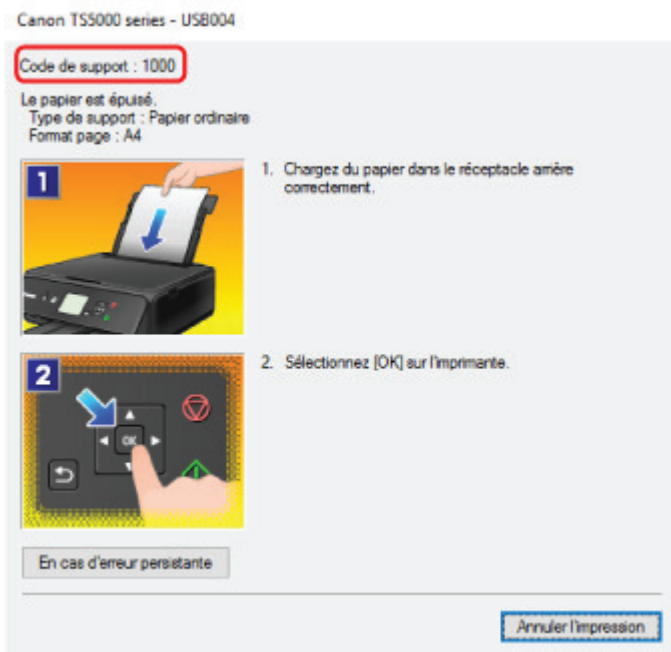 Canon TS5000 series - USB004
Code de support : 1000
Le papier est épuisé.
Type de support : Papier ordinaire
Format page : A4
1
1. Chargez du papier dans le réceptacle arrière
correctement.
2
2. Sélectionnez [OK] sur l'imprimante.
OK
En cas d'erreur persistante
Annuler l'impression